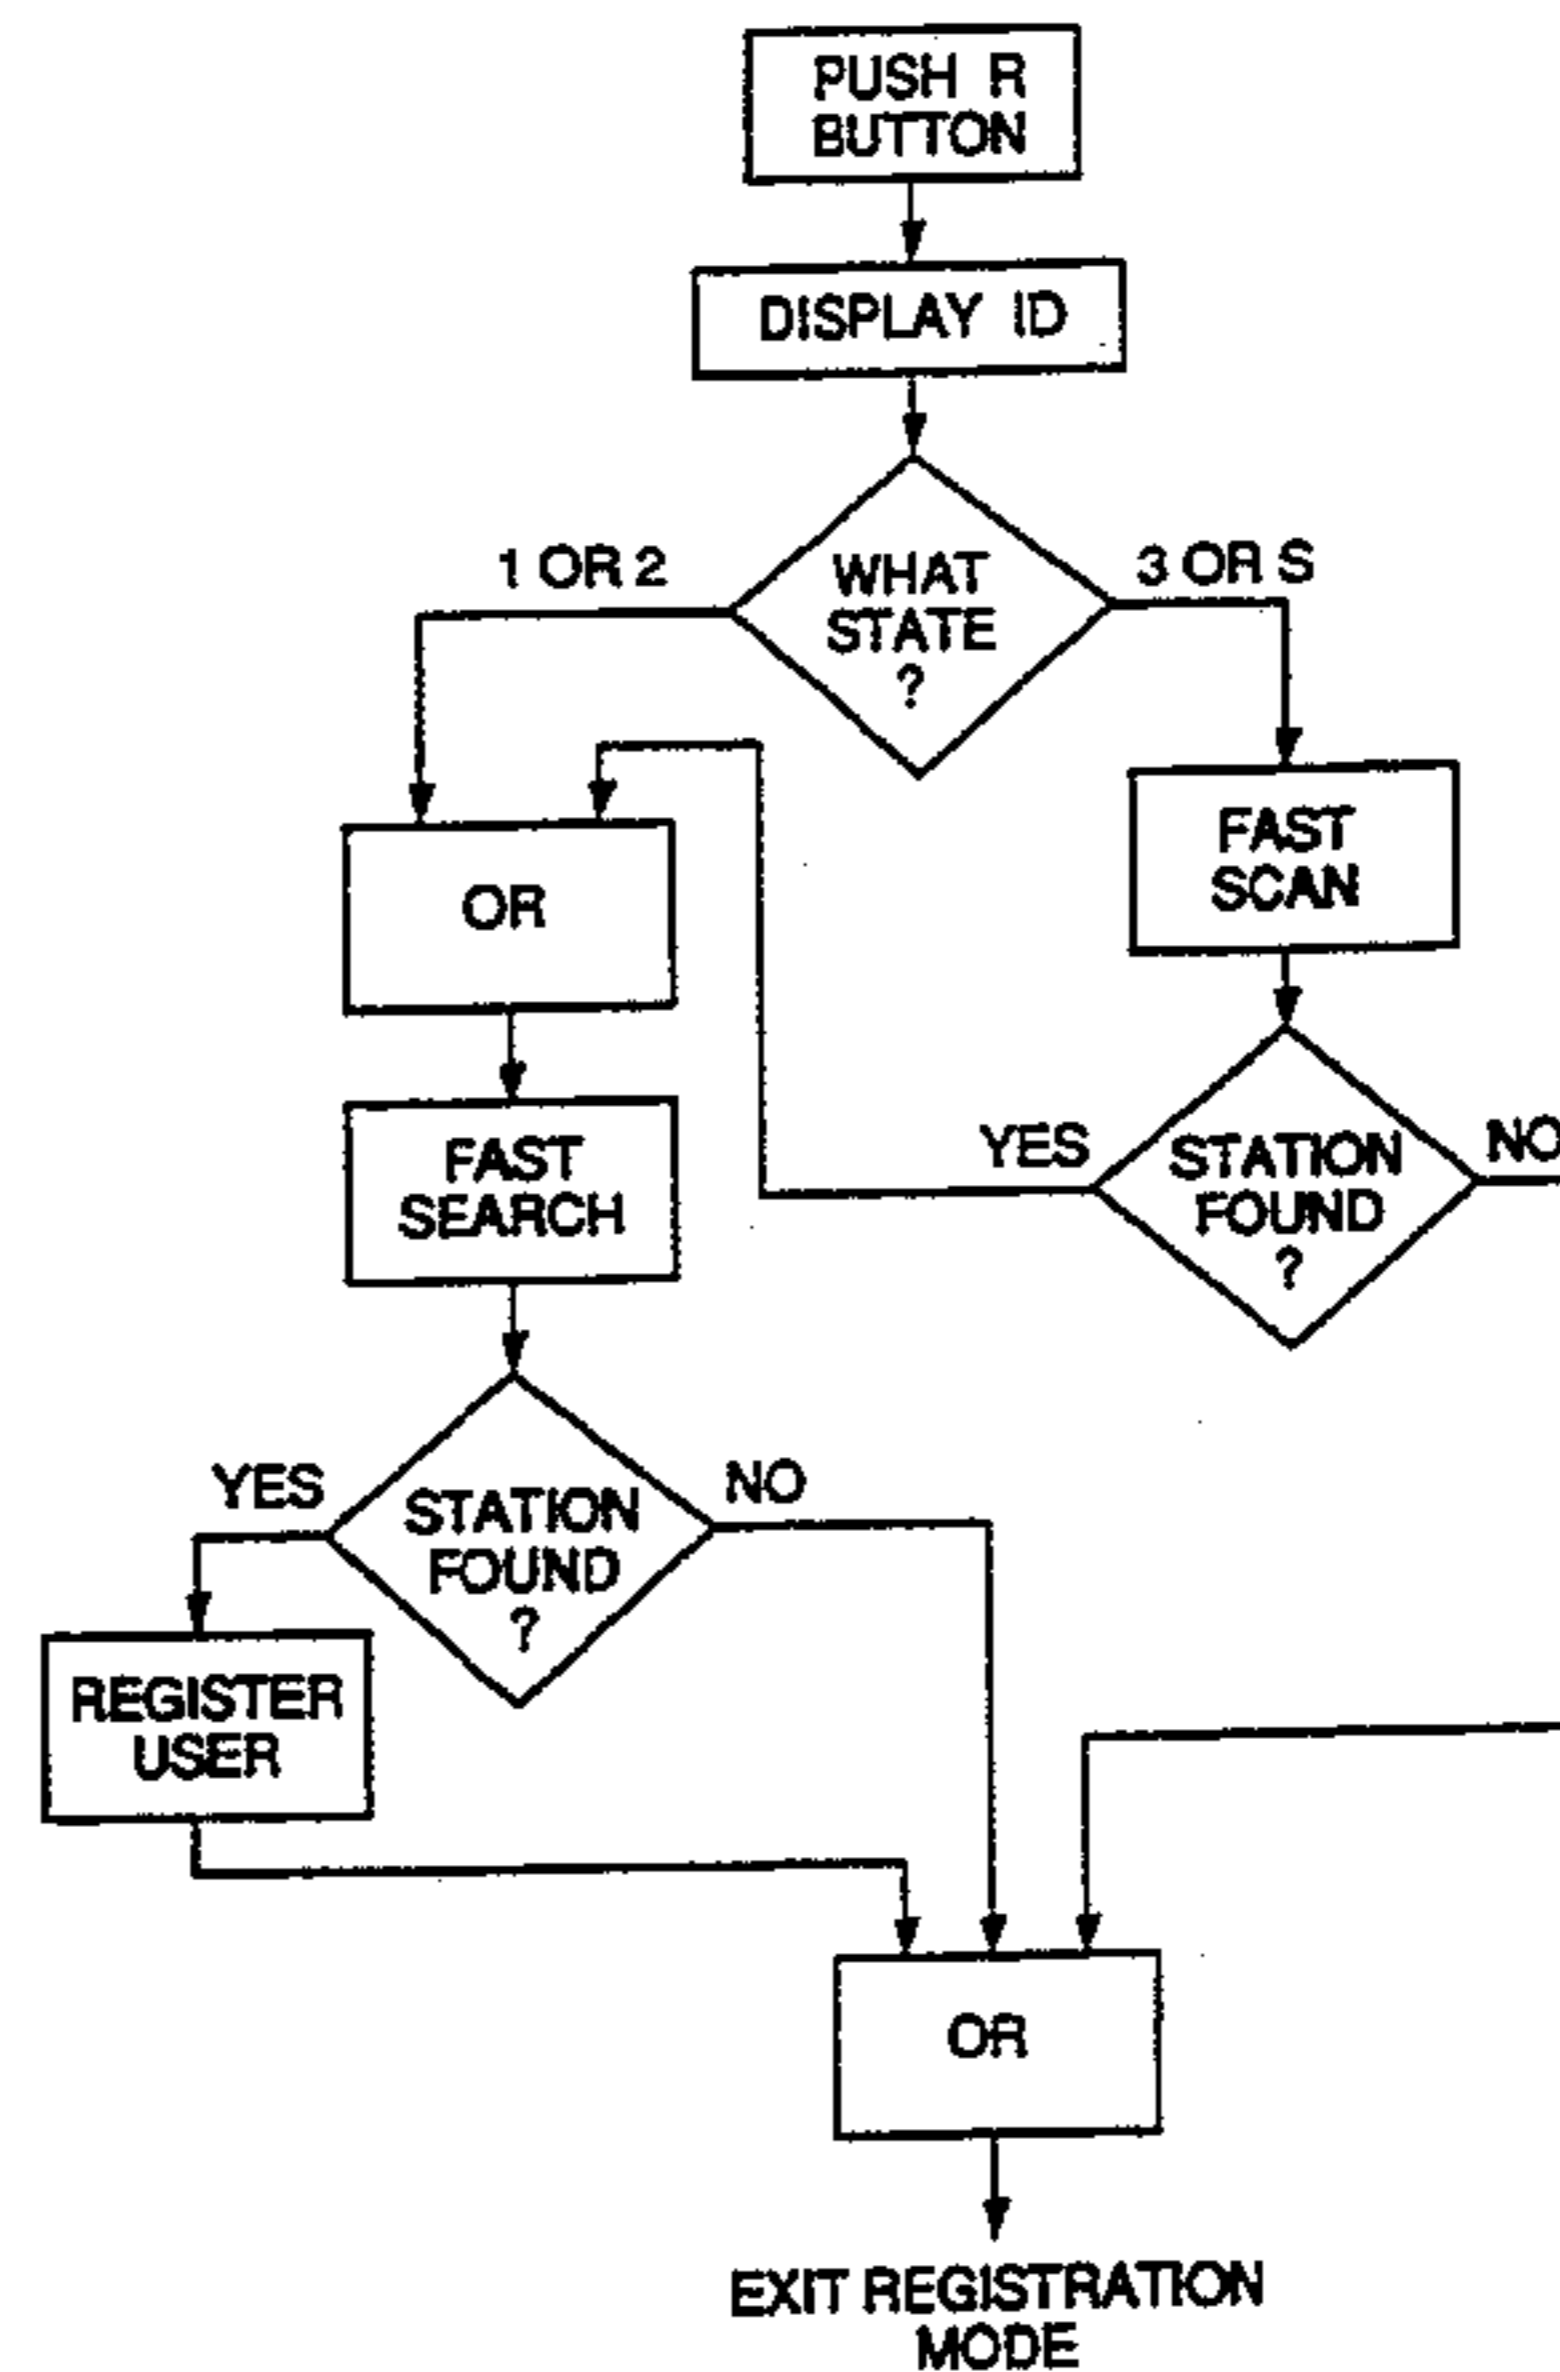 PUSH R
BUTTON
DISPLAY ID
1 OR 2
WHAT
STATE
?
3 OR S
OR
FAST
SCAN
FAST
SEARCH
YES
STATION
FOUND
?
NO
YES
STATION
FOUND
?
NO
REGISTER
USER
OR
EXIT REGISTRATION
MODE